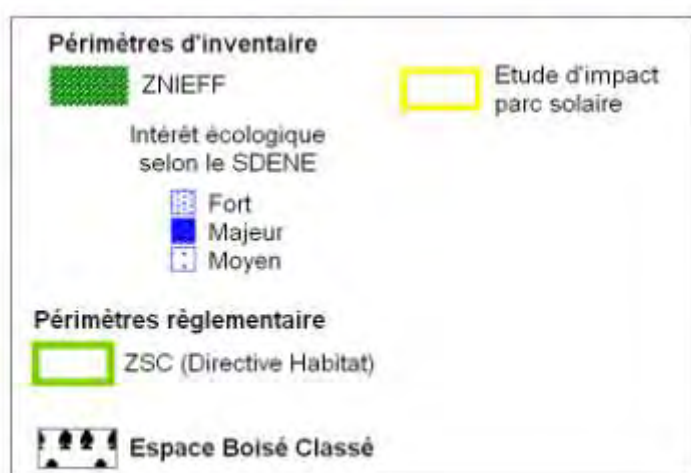 Périmètres d'inventaire
ZNIEFF
Etude d'impact
parc solaire
Intérêt écologique
selon le SDENE
Fort
Majeur
Moyen
Périmètres règlementaire
ZSC (Directive Habitat)
Espace Boisé Classé